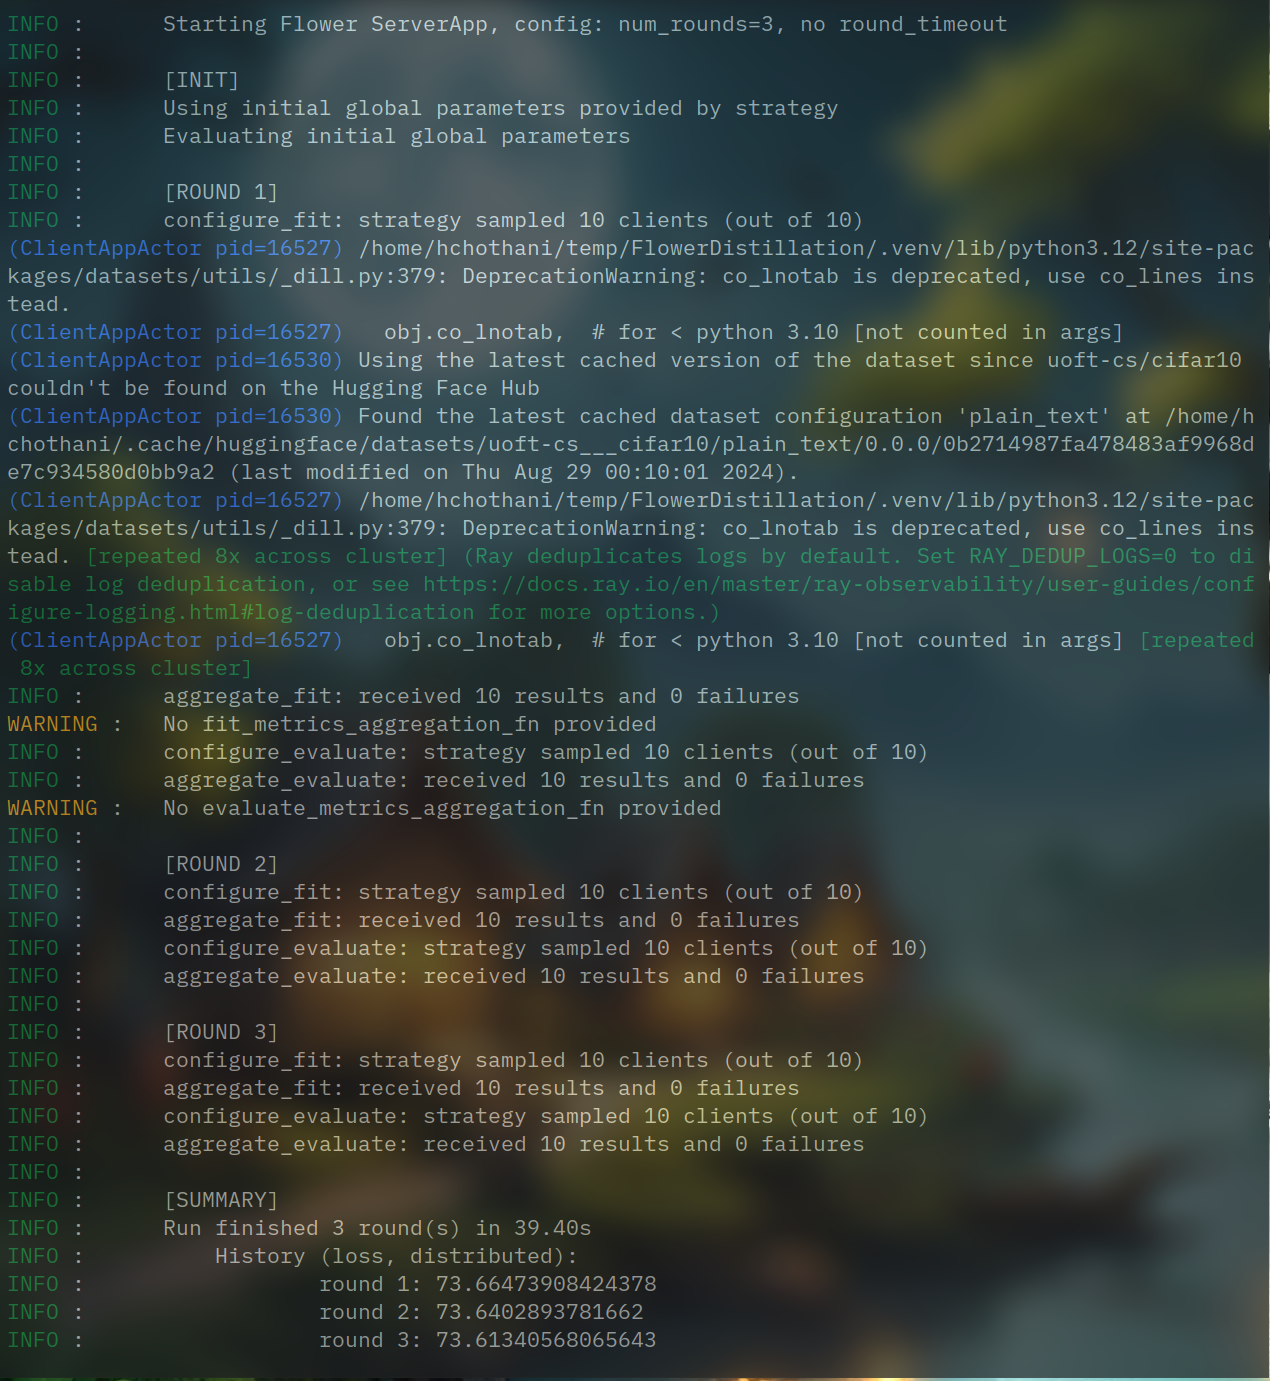 INFO :      Starting Flower ServerApp, config: num_rounds=3, no round_timeout
INFO :
INFO :      [INIT]
INFO :      Using initial global parameters provided by strategy
INFO :      Evaluating initial global parameters
INFO :
INFO :      [ROUND 1]
INFO :      configure_fit: strategy sampled 10 clients (out of 10)
(ClientAppActor pid=16527) /home/hchothani/temp/FlowerDistillation/.venv/lib/python3.12/site-pac
kages/datasets/utils/_dill.py:379: DeprecationWarning: co_lnotab is deprecated, use co_lines ins
tead.
(ClientAppActor pid=16527)   obj.co_lnotab,  # for < python 3.10 [not counted in args]
(ClientAppActor pid=16530) Using the latest cached version of the dataset since uoft-cs/cifar10
couldn't be found on the Hugging Face Hub
(ClientAppActor pid=16530) Found the latest cached dataset configuration 'plain_text' at /home/h
chothani/.cache/huggingface/datasets/uoft-cs___cifar10/plain_text/0.0.0/0b2714987fa478483af9968d
e7c934580d0bb9a2 (last modified on Thu Aug 29 00:10:01 2024).
(ClientAppActor pid=16527) /home/hchothani/temp/FlowerDistillation/.venv/lib/python3.12/site-pac
kages/datasets/utils/_dill.py:379: DeprecationWarning: co_lnotab is deprecated, use co_lines ins
tead. [repeated 8x across cluster] (Ray deduplicates logs by default. Set RAY_DEDUP_LOGS=0 to di
sable log deduplication, or see https://docs.ray.io/en/master/ray-observability/user-guides/conf
igure-logging.html#log-deduplication for more options.)
(ClientAppActor pid=16527)   obj.co_lnotab,  # for < python 3.10 [not counted in args] [repeated
 8x across cluster]
INFO :      aggregate_fit: received 10 results and 0 failures
WARNING :   No fit_metrics_aggregation_fn provided
INFO :      configure_evaluate: strategy sampled 10 clients (out of 10)
INFO :      aggregate_evaluate: received 10 results and 0 failures
WARNING :   No evaluate_metrics_aggregation_fn provided
INFO :
INFO :      [ROUND 2]
INFO :      configure_fit: strategy sampled 10 clients (out of 10)
INFO :      aggregate_fit: received 10 results and 0 failures
INFO :      configure_evaluate: strategy sampled 10 clients (out of 10)
INFO :      aggregate_evaluate: received 10 results and 0 failures
INFO :
INFO :      [ROUND 3]
INFO :      configure_fit: strategy sampled 10 clients (out of 10)
INFO :      aggregate_fit: received 10 results and 0 failures
INFO :      configure_evaluate: strategy sampled 10 clients (out of 10)
INFO :      aggregate_evaluate: received 10 results and 0 failures
INFO :
INFO :      [SUMMARY]
INFO :      Run finished 3 round(s) in 39.40s
INFO :          History (loss, distributed):
INFO :                  round 1: 73.66473908424378
INFO :                  round 2: 73.6402893781662
INFO :                  round 3: 73.61340568065643